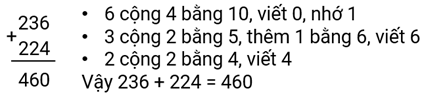 236
+
224
460
• 6 cộng 4 bằng 10, viết 0, nhớ 1
• 3 cộng 2 bằng 5, thêm 1 bằng 6, viết 6
• 2 cộng 2 bằng 4, viết 4
Vậy 236 + 224 = 460